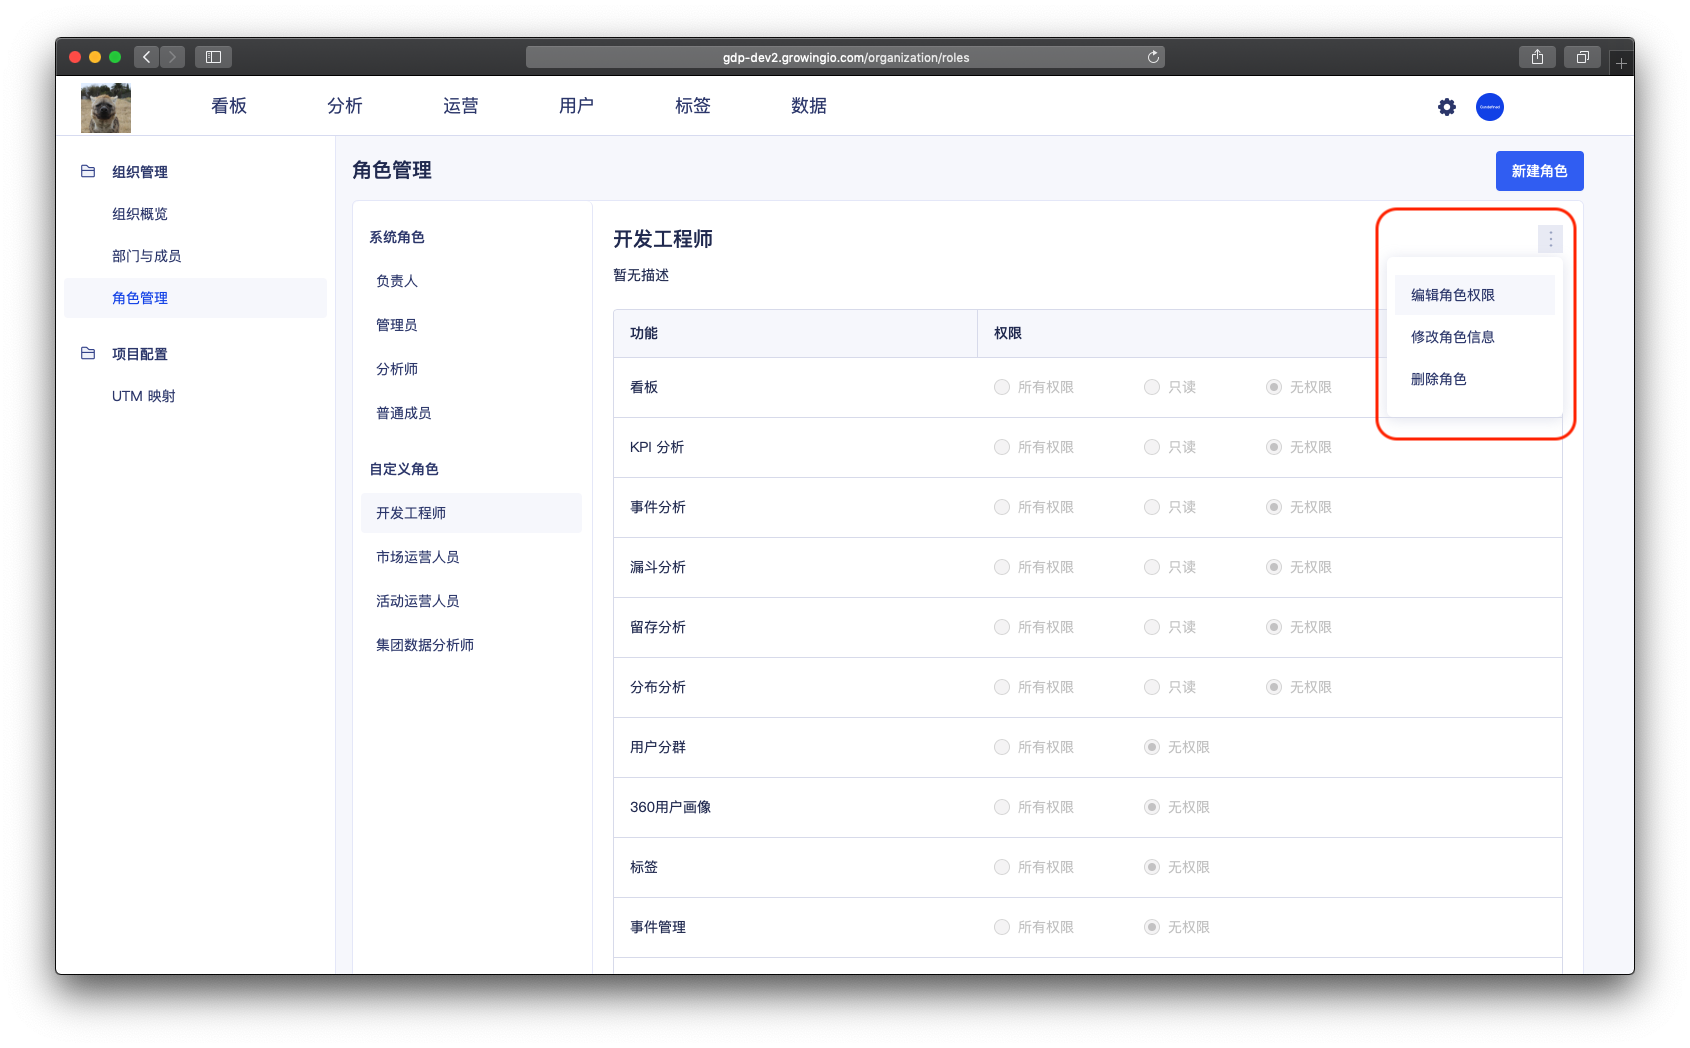 gdp-dev2.growingio.com/organization/roles
看板 分析 运营 用户 标签 数据
组织管理
组织概览
部门与成员
角色管理
项目配置
UTM 映射
角色管理
新建角色
系统角色
负责人
管理员
分析师
普通成员
自定义角色
开发工程师
市场运营人员
活动运营人员
集团数据分析师
开发工程师
暂无描述
编辑角色权限
修改角色信息
删除角色
功能 权限
看板 所有权限 只读 无权限
KPI 分析 所有权限 只读 无权限
事件分析 所有权限 只读 无权限
漏斗分析 所有权限 只读 无权限
留存分析 所有权限 只读 无权限
分布分析 所有权限 只读 无权限
用户分群 所有权限 无权限
360用户画像 所有权限 无权限
标签 所有权限 无权限
事件管理 所有权限 无权限